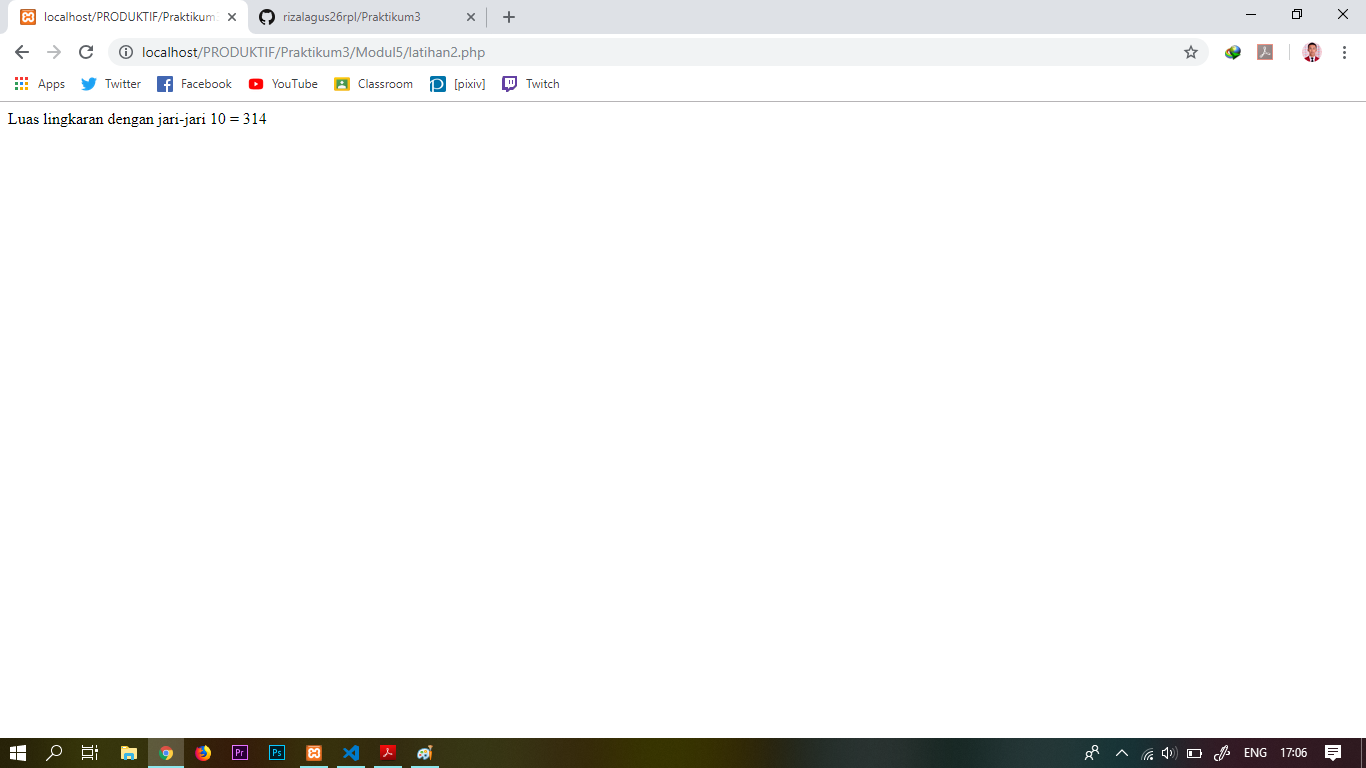 localhost/PRODUKTIF/Praktikum3
rizalagus26rpl/Praktikum3
localhost/PRODUKTIF/Praktikum3/Modul5/latihan2.php
Apps Twitter Facebook YouTube Classroom [pixiv] Twitch
Luas lingkaran dengan jari-jari 10 = 314
Pr Ps ENG 17:06